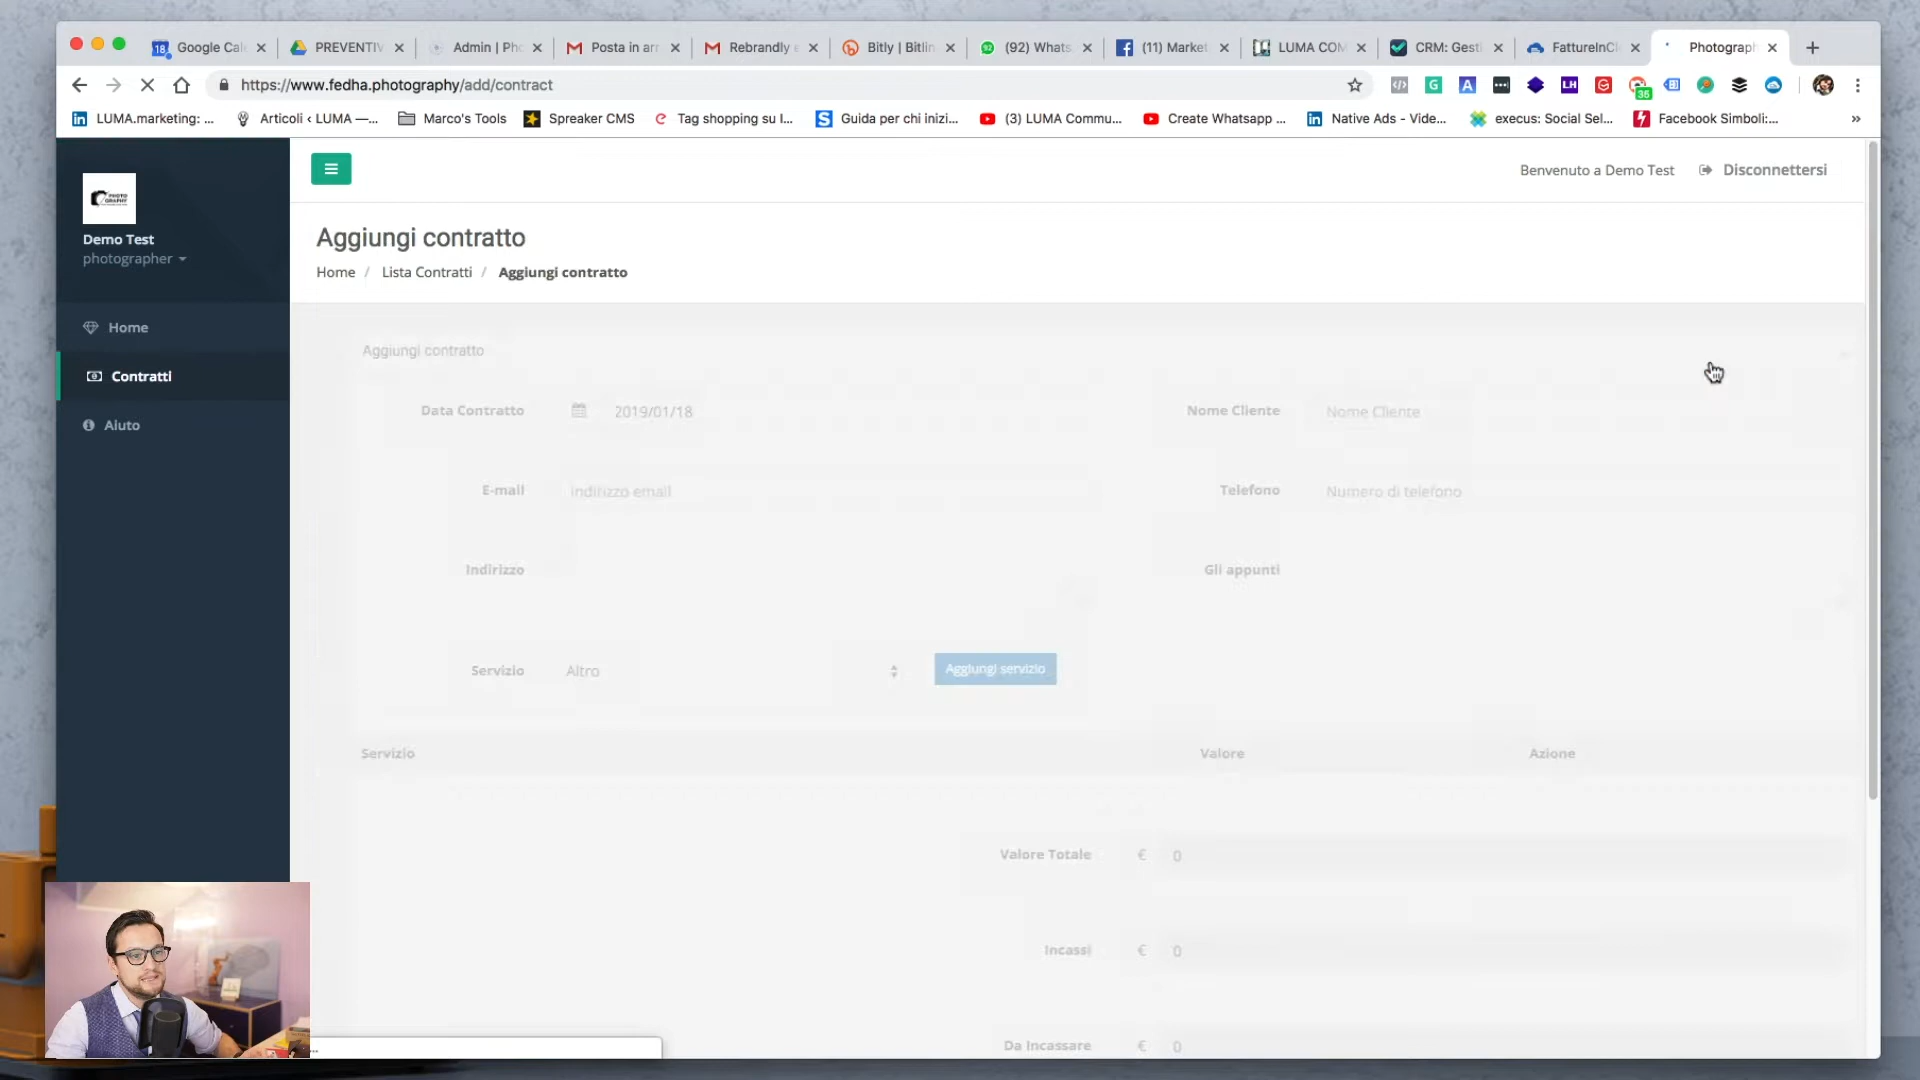 Google Cal
PREVENTIV
Admin | Pho
Posta in arr
Rebrandly e
Bitly | Bitlin
(92) Whats
(11) Market
LUMA COM
CRM: Gesti
FattureInCl
Photograph
https://www.fedha.photography/add/contract
36
LUMA.marketing: ...
Articoli ‹ LUMA —...
Marco's Tools
Spreaker CMS
Tag shopping su I...
Guida per chi inizi...
(3) LUMA Commu...
Create Whatsapp ...
Native Ads - Vide...
execus: Social Sel...
Facebook Simboli:...
»
Benvenuto a Demo Test
Disconnettersi
Demo Test
photographer
Home
Contratti
Aiuto
Aggiungi contratto
Home / Lista Contratti / Aggiungi contratto
Aggiungi contratto
Data Contratto 2019/01/18
Nome Cliente Nome Cliente
E-mail Indirizzo email
Telefono Numero di telefono
Indirizzo
Gli appunti
Servizio Altro
Aggiungi servizio
Servizio Valore Azione
Valore Totale € 0
Incassi € 0
Da Incassare € 0